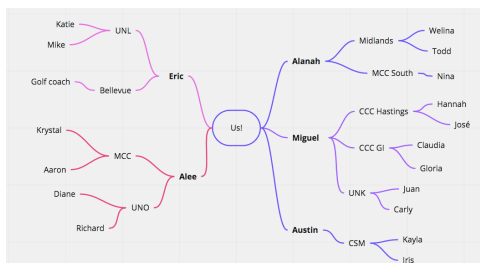 Us!
Eric
UNL
Katie
Mike
Bellevue
Golf coach
Alee
MCC
Krystal
Aaron
UNO
Diane
Richard
Alanah
Midlands
Welina
Todd
MCC South
Nina
Miguel
CCC Hastings
Hannah
José
CCC GI
Claudia
Gloria
UNK
Juan
Carly
Austin
CSM
Kayla
Iris